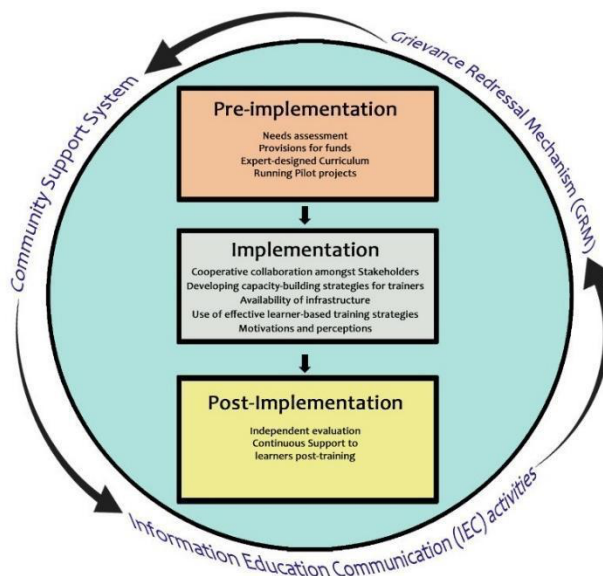 Grievance Redressal Mechanism (GRM)
Community Support System
Pre-implementation
Needs assessment
Provisions for funds
Expert-designed Curriculum
Running Pilot projects
Implementation
Cooperative collaboration amongst Stakeholders
Developing capacity-building strategies for trainers
Availability of infrastructure
Use of effective learner-based training strategies
Motivations and perceptions
Post-Implementation
Independent evaluation
Continuous Support to
learners post-training
Information Education Communication (IEC) activities